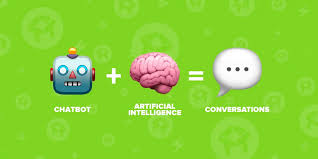 CHATBOT
+
ARTIFICIAL
INTELLIGENCE
=
CONVERSATIONS